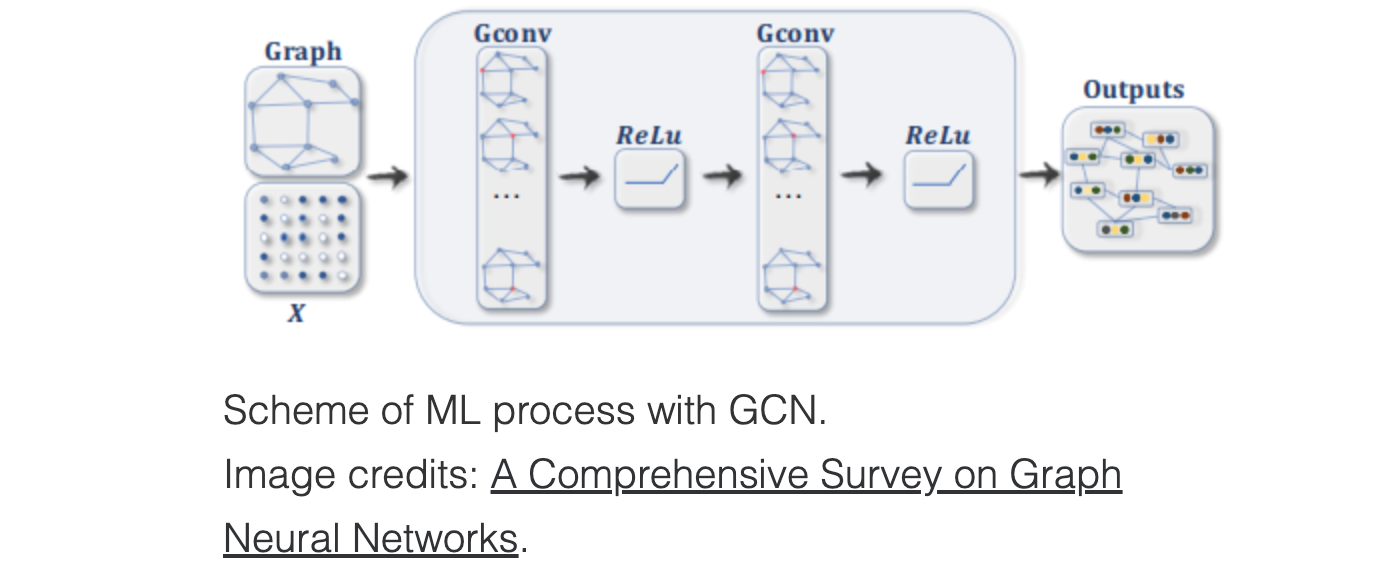 Graph
X
Gconv
...
ReLu
Gconv
...
ReLu
Outputs
Scheme of ML process with GCN.
Image credits: A Comprehensive Survey on Graph
Neural Networks.